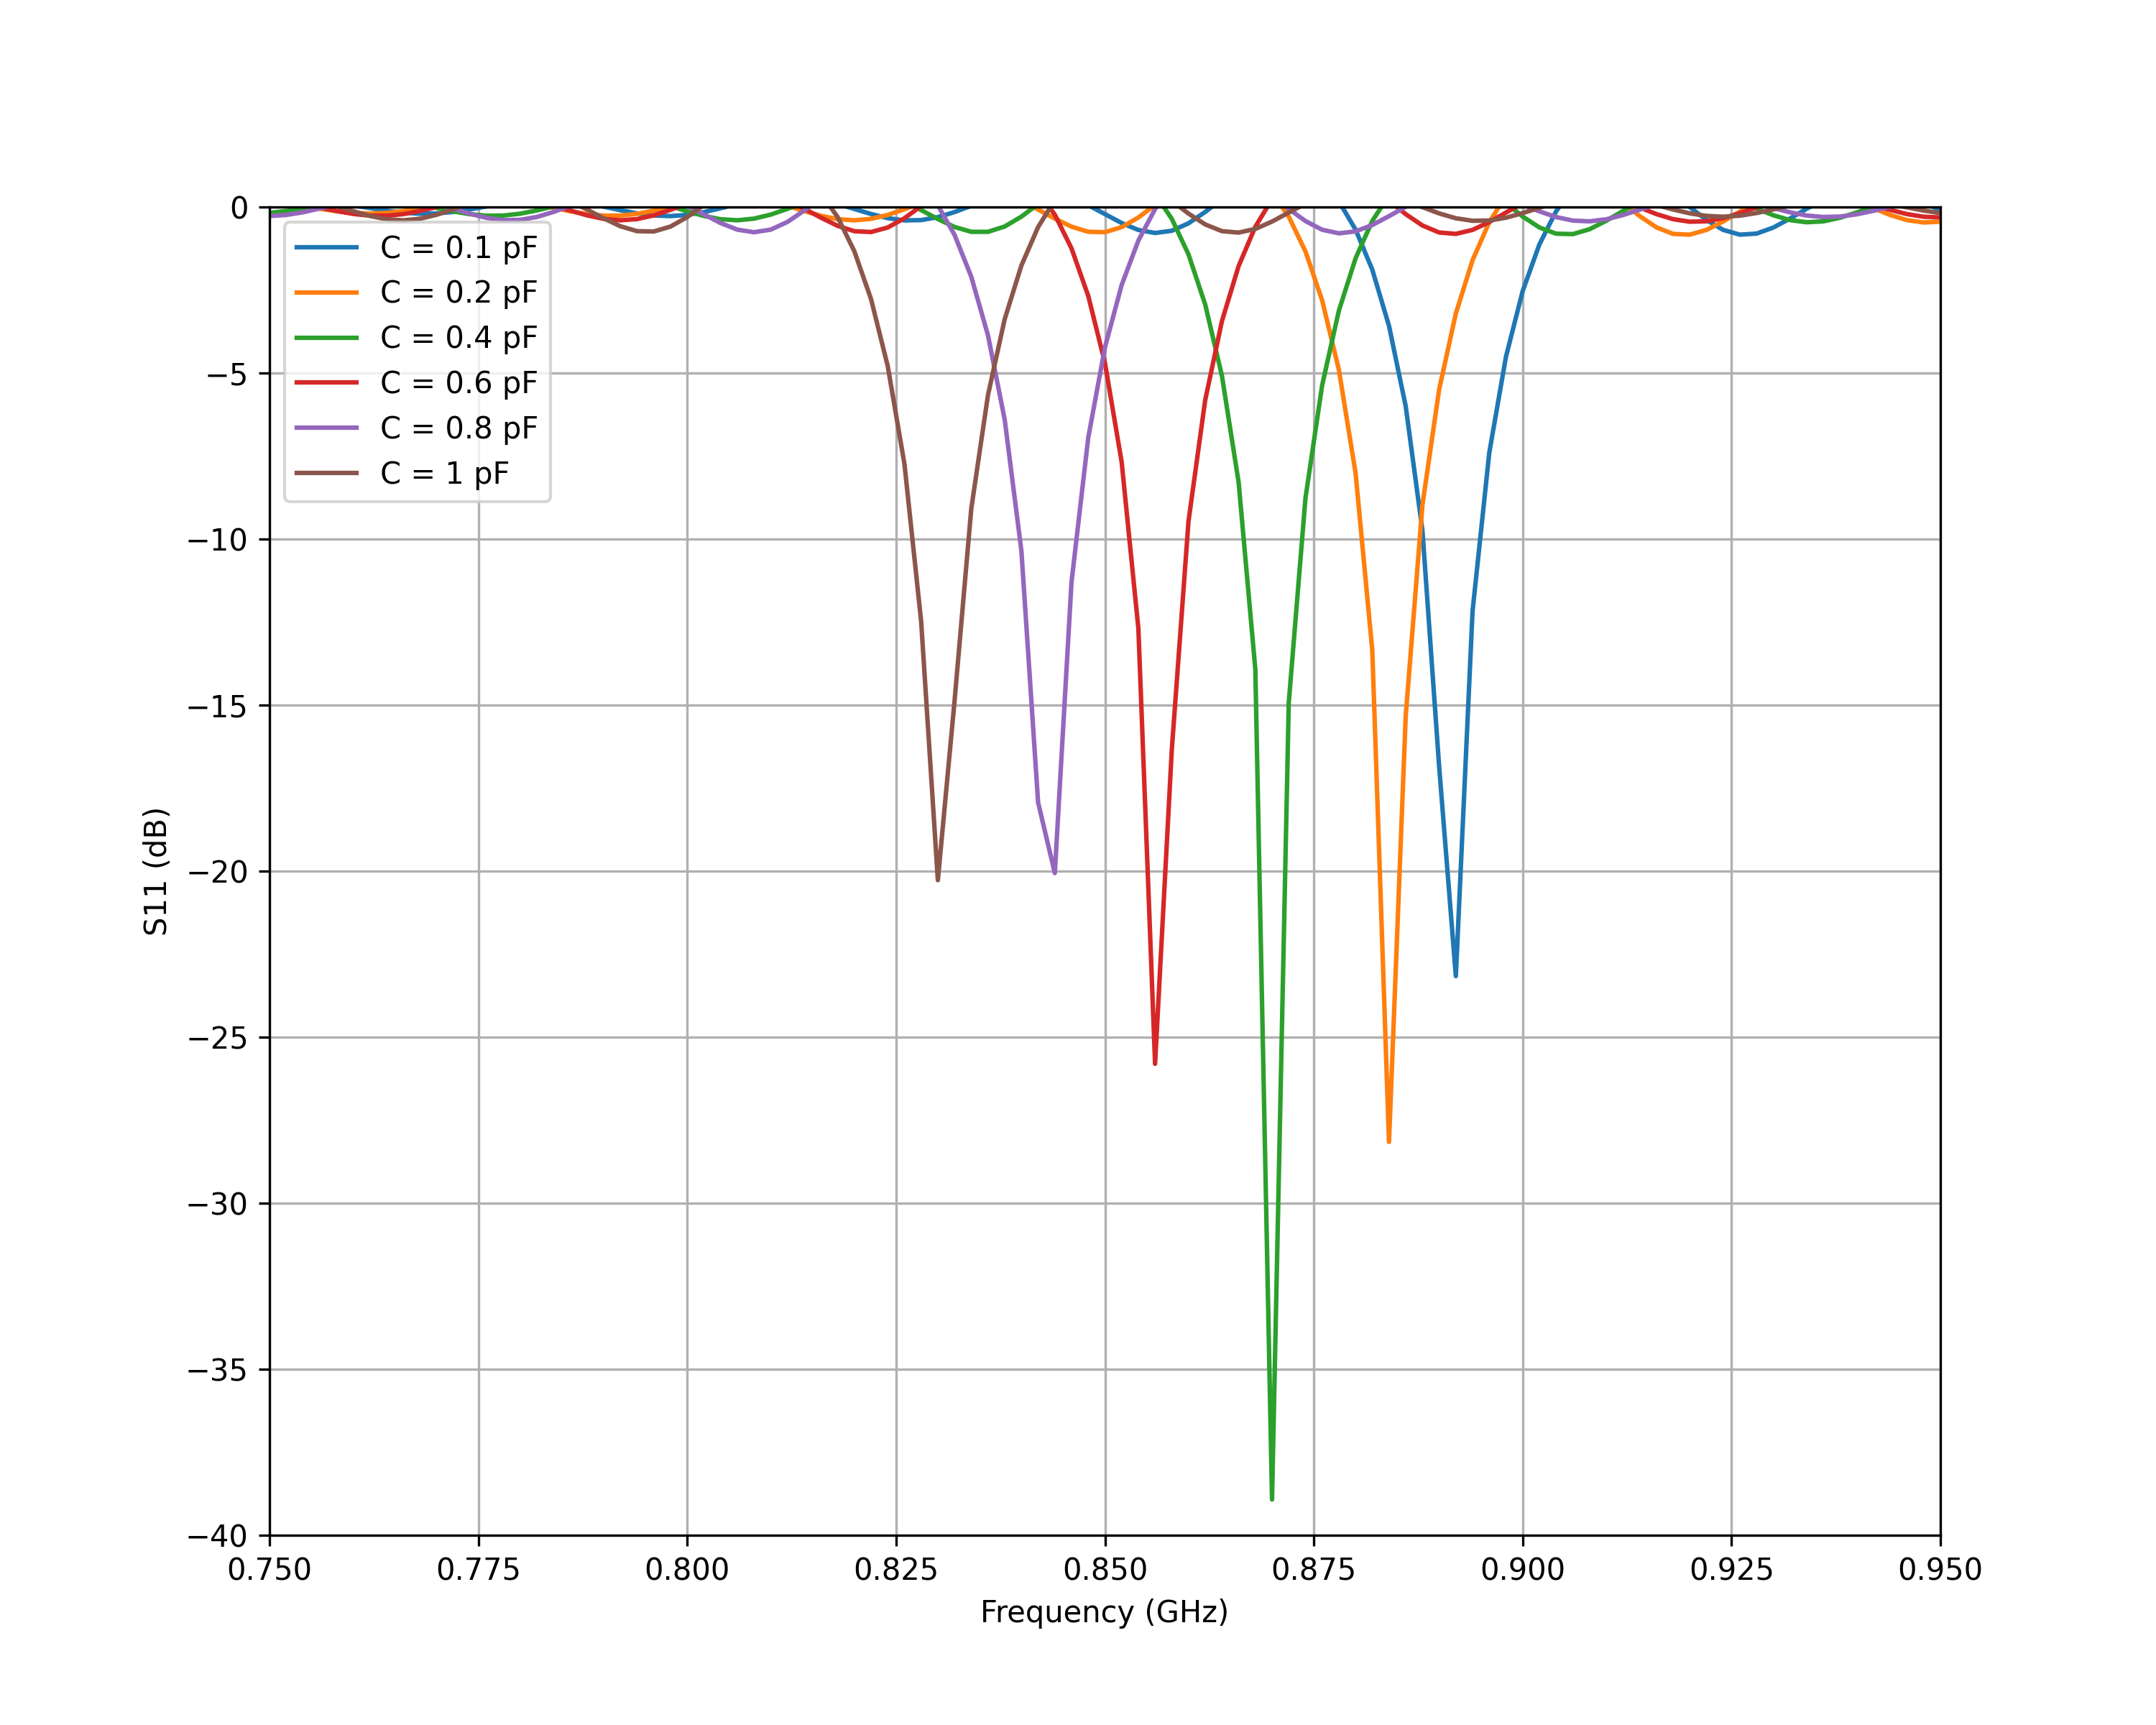 0
−5
−10
−15
−20
−25
−30
−35
−40
S11 (dB)
C = 0.1 pF
C = 0.2 pF
C = 0.4 pF
C = 0.6 pF
C = 0.8 pF
C = 1 pF
0.750 0.775 0.800 0.825 0.850 0.875 0.900 0.925 0.950
Frequency (GHz)